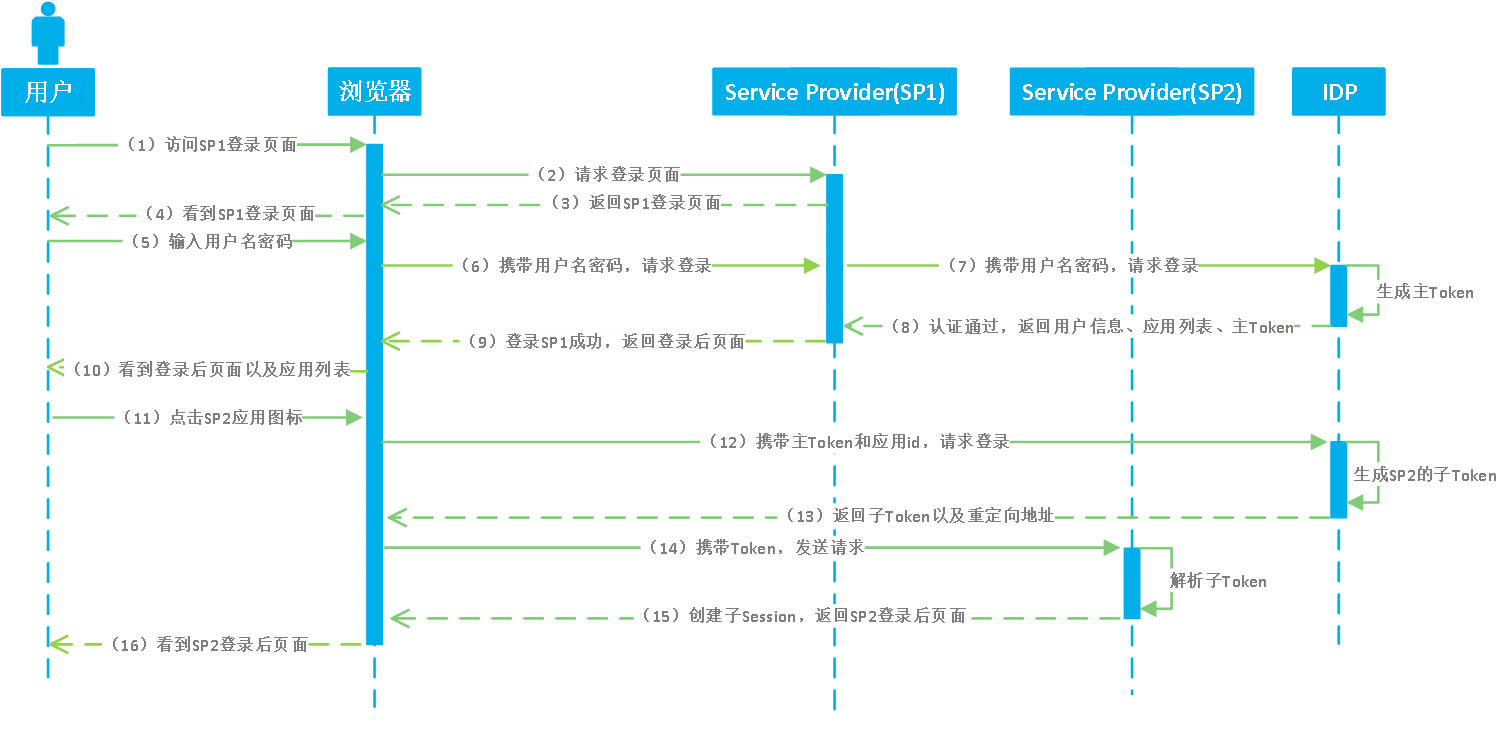 用户
浏览器
Service Provider(SP1)
Service Provider(SP2)
IDP
（1）访问SP1登录页面
（2）请求登录页面
（3）返回SP1登录页面
（4）看到SP1登录页面
（5）输入用户名密码
（6）携带用户名密码，请求登录
（7）携带用户名密码，请求登录
生成主Token
（8）认证通过，返回用户信息、应用列表、主Token
（9）登录SP1成功，返回登录后页面
（10）看到登录后页面以及应用列表
（11）点击SP2应用图标
（12）携带主Token和应用id，请求登录
生成SP2的子Token
（13）返回子Token以及重定向地址
（14）携带Token，发送请求
解析子Token
（15）创建子Session，返回SP2登录后页面
（16）看到SP2登录后页面